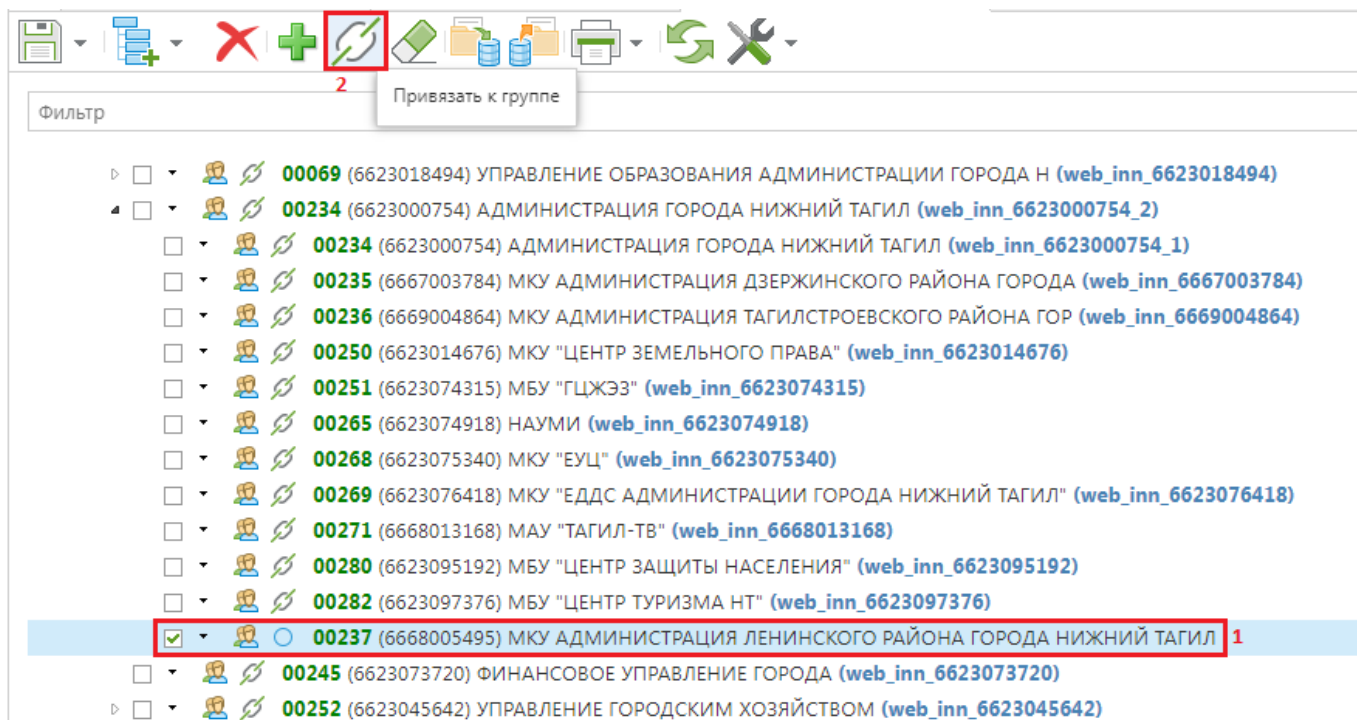 2
Привязать к группе
Фильтр
00069 (6623018494) УПРАВЛЕНИЕ ОБРАЗОВАНИЯ АДМИНИСТРАЦИИ ГОРОДА Н (web_inn_6623018494)
00234 (6623000754) АДМИНИСТРАЦИЯ ГОРОДА НИЖНИЙ ТАГИЛ (web_inn_6623000754_2)
00234 (6623000754) АДМИНИСТРАЦИЯ ГОРОДА НИЖНИЙ ТАГИЛ (web_inn_6623000754_1)
00235 (6667003784) МКУ АДМИНИСТРАЦИЯ ДЗЕРЖИНСКОГО РАЙОНА ГОРОДА (web_inn_6667003784)
00236 (6669004864) МКУ АДМИНИСТРАЦИЯ ТАГИЛСТРОЕВСКОГО РАЙОНА ГОР (web_inn_6669004864)
00250 (6623014676) МКУ "ЦЕНТР ЗЕМЕЛЬНОГО ПРАВА" (web_inn_6623014676)
00251 (6623074315) МБУ "ГЦЖЭЗ" (web_inn_6623074315)
00265 (6623074918) НАУМИ (web_inn_6623074918)
00268 (6623075340) МКУ "ЕУЦ" (web_inn_6623075340)
00269 (6623076418) МКУ "ЕДДС АДМИНИСТРАЦИИ ГОРОДА НИЖНИЙ ТАГИЛ" (web_inn_6623076418)
00271 (6668013168) МАУ "ТАГИЛ-ТВ" (web_inn_6668013168)
00280 (6623095192) МБУ "ЦЕНТР ЗАЩИТЫ НАСЕЛЕНИЯ" (web_inn_6623095192)
00282 (6623097376) МБУ "ЦЕНТР ТУРИЗМА НТ" (web_inn_6623097376)
00237 (6668005495) МКУ АДМИНИСТРАЦИЯ ЛЕНИНСКОГО РАЙОНА ГОРОДА НИЖНИЙ ТАГИЛ 1
00245 (6623073720) ФИНАНСОВОЕ УПРАВЛЕНИЕ ГОРОДА (web_inn_6623073720)
00252 (6623045642) УПРАВЛЕНИЕ ГОРОДСКИМ ХОЗЯЙСТВОМ (web_inn_6623045642)